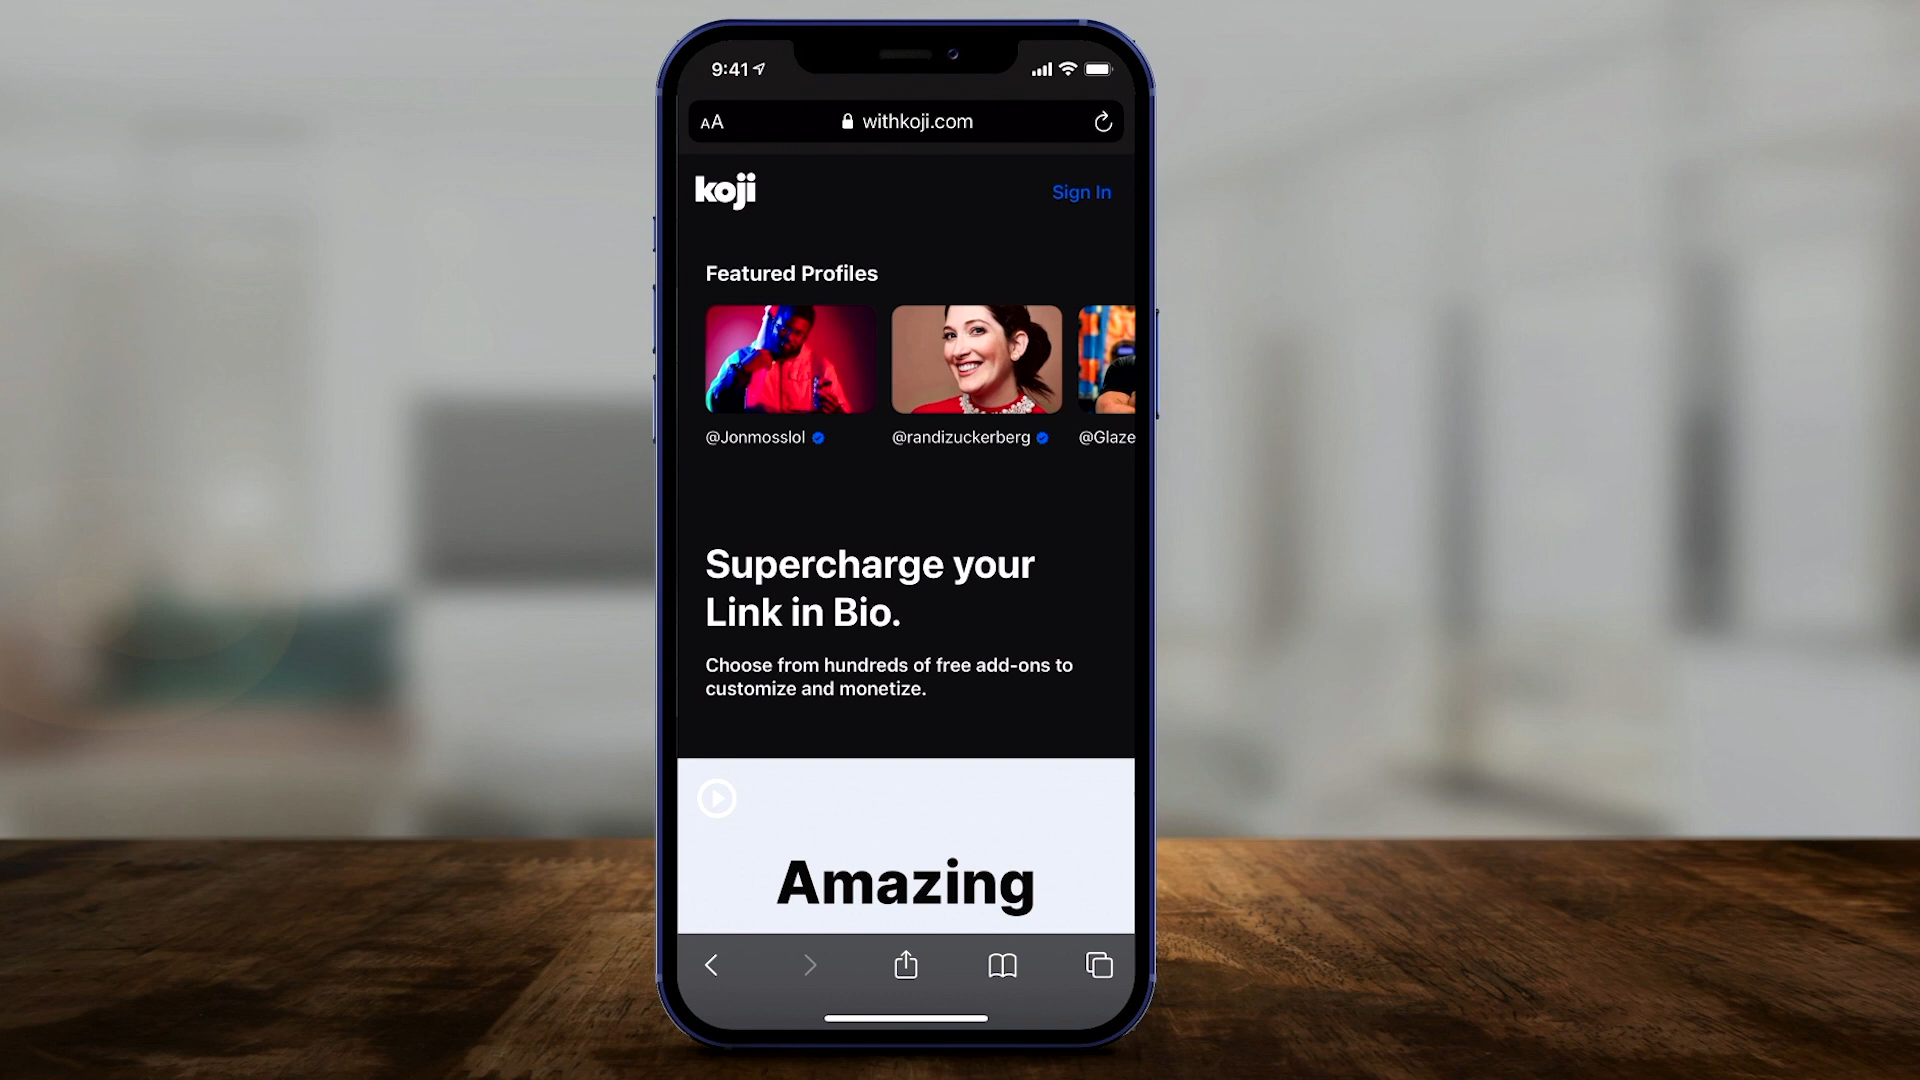 9:41
AA withkoji.com
koji Sign In
Featured Profiles
@Jonmosslol @randizuckerberg @Glaze
Supercharge your
Link in Bio.
Choose from hundreds of free add-ons to
customize and monetize.
Amazing